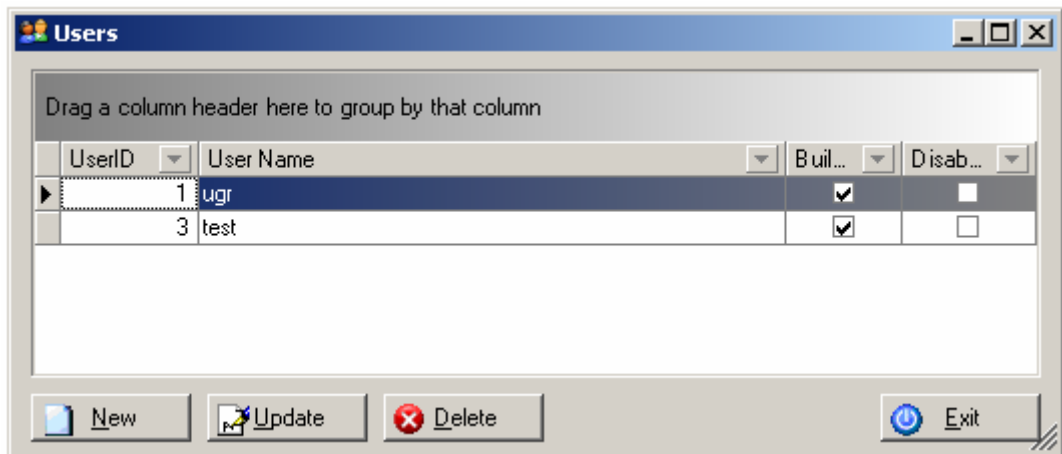 Users
Drag a column header here to group by that column
UserID User Name Buil... Disab...
1 ugr
3 test
New Update Delete Exit